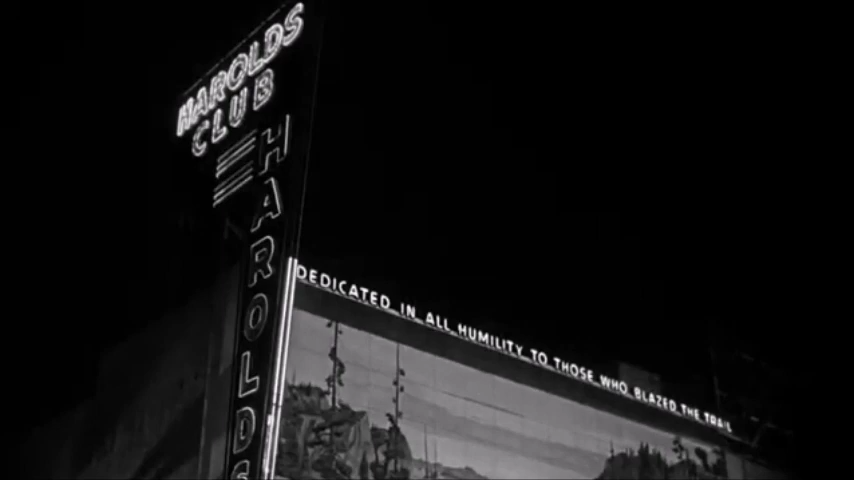 HAROLDS
CLUB
HAROLDS
DEDICATED IN ALL HUMILITY TO THOSE WHO BLAZED THE TRAIL